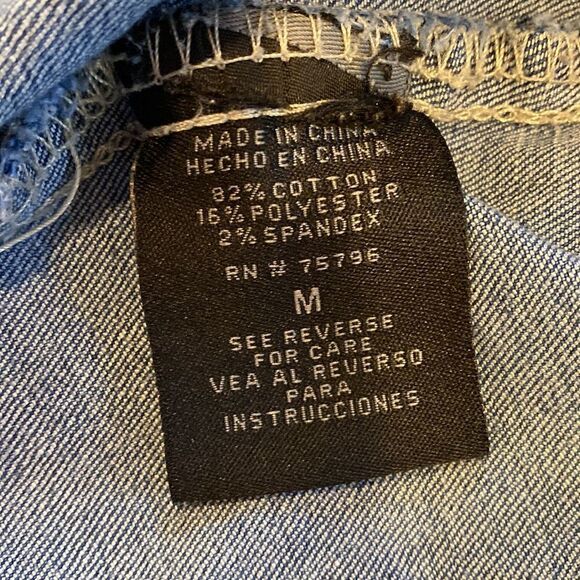 MADE IN CHINA
HECHO EN CHINA
82% COTTON
16% POLYESTER
2% SPANDEX
RN # 75796
M
SEE REVERSE
FOR CARE
VEA AL REVERSO
PARA
INSTRUCCIONES